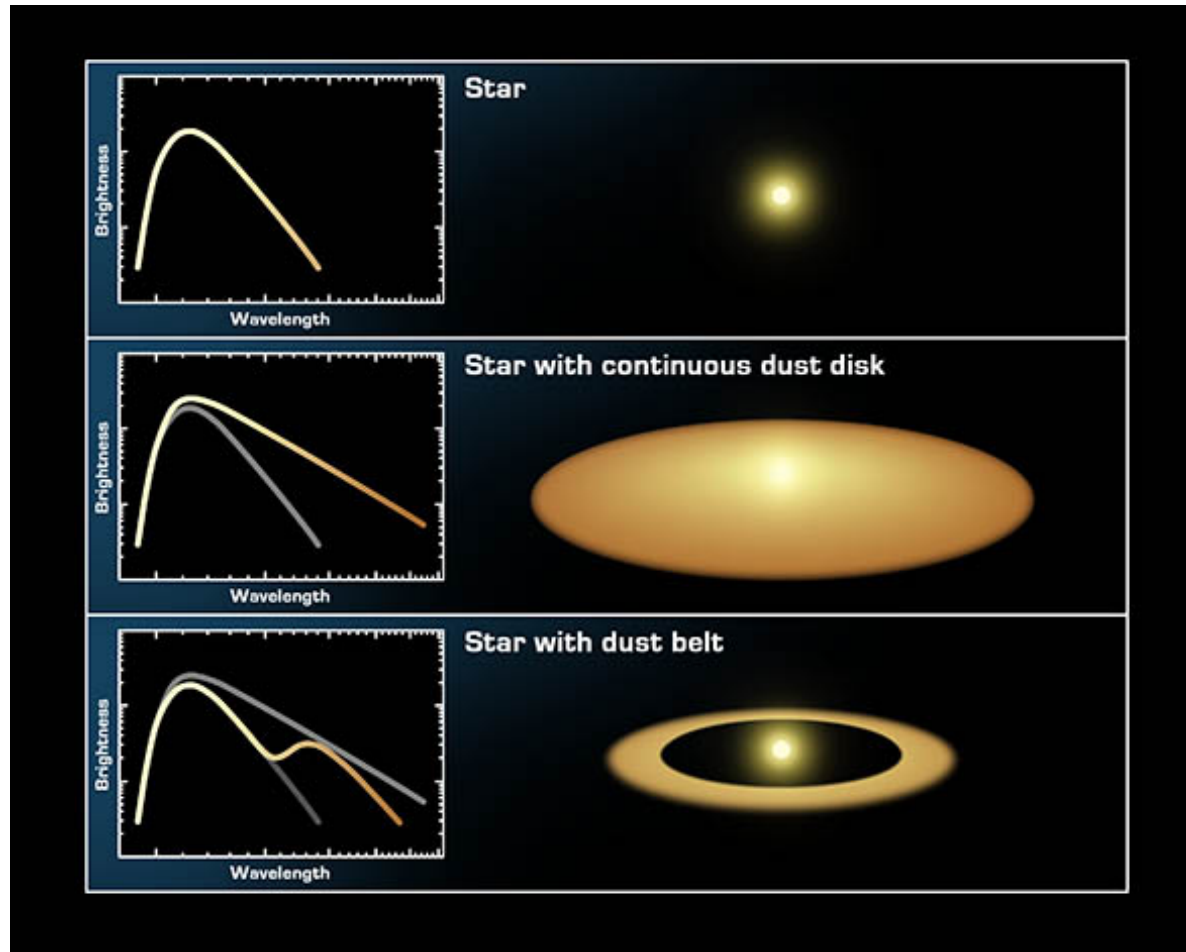 Star
Brightness
Wavelength
Star with continuous dust disk
Brightness
Wavelength
Star with dust belt
Brightness
Wavelength